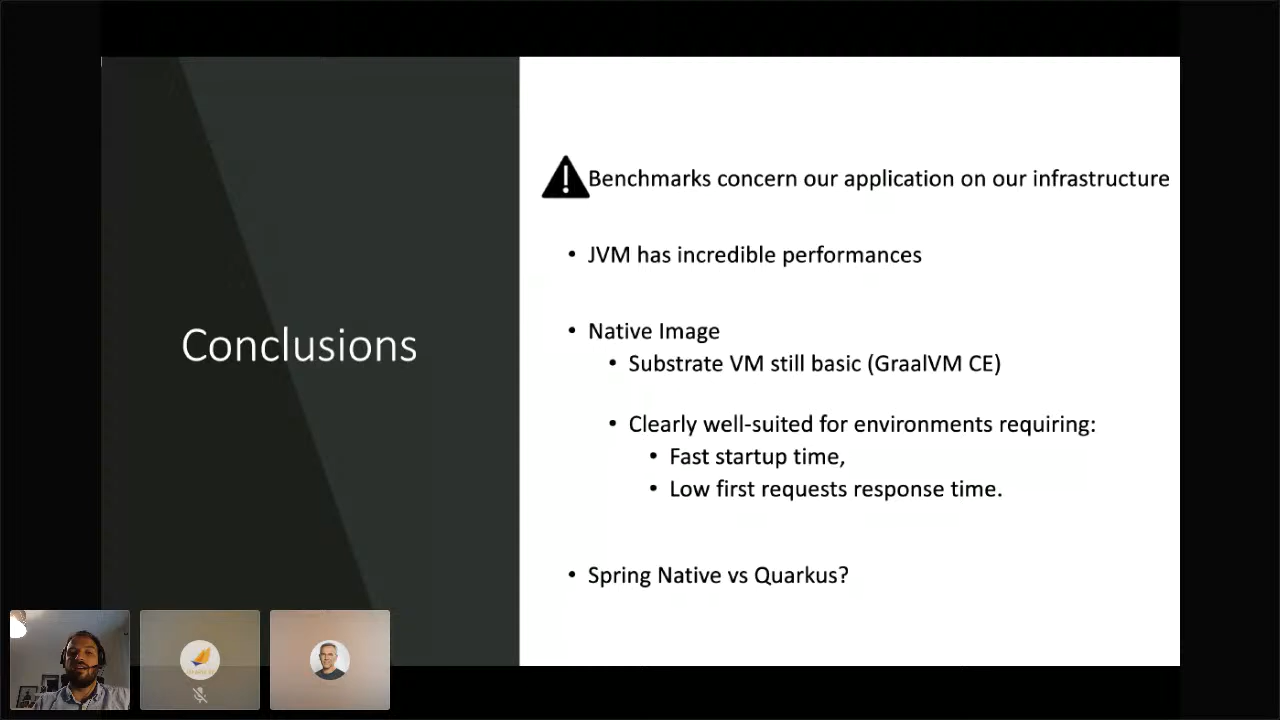 Conclusions
Benchmarks concern our application on our infrastructure
• JVM has incredible performances
• Native Image
• Substrate VM still basic (GraalVM CE)
• Clearly well-suited for environments requiring:
• Fast startup time,
• Low first requests response time.
• Spring Native vs Quarkus?